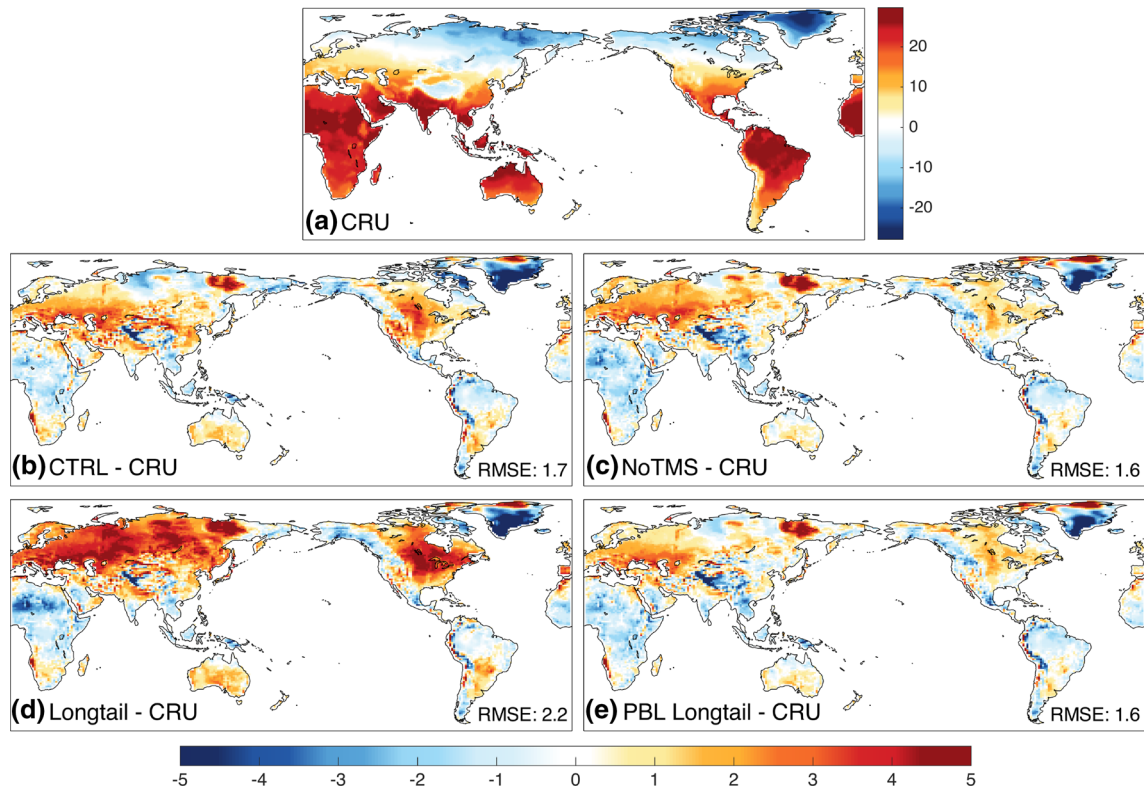 20
10
0
-10
-20
(a) CRU
(b) CTRL - CRU
RMSE: 1.7
(c) NoTMS - CRU
RMSE: 1.6
(d) Longtail - CRU
RMSE: 2.2
(e) PBL Longtail - CRU
RMSE: 1.6
-5 -4 -3 -2 -1 0 1 2 3 4 5